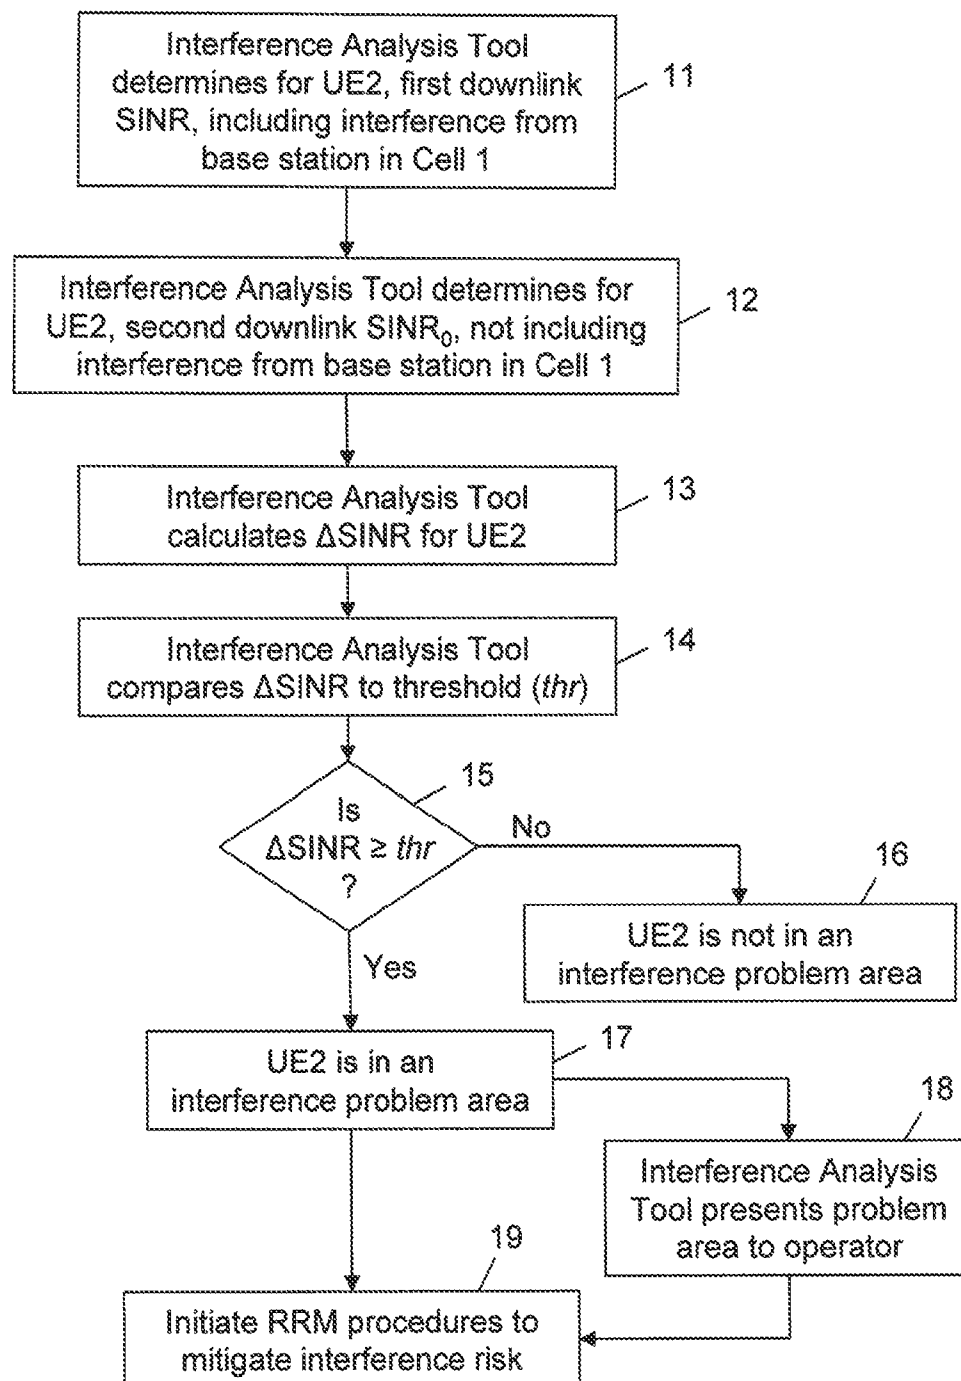 Interference Analysis Tool
determines for UE2, first downlink
SINR, including interference from
base station in Cell 1
11
Interference Analysis Tool determines for
UE2, second downlink SINR₀, not including
interference from base station in Cell 1
12
Interference Analysis Tool
calculates ΔSINR for UE2
13
Interference Analysis Tool
compares ΔSINR to threshold (thr)
14
15
Is
ΔSINR ≥ thr
?
No
16
UE2 is not in an
interference problem area
Yes
17
UE2 is in an
interference problem area
18
Interference Analysis
Tool presents problem
area to operator
19
Initiate RRM procedures to
mitigate interference risk